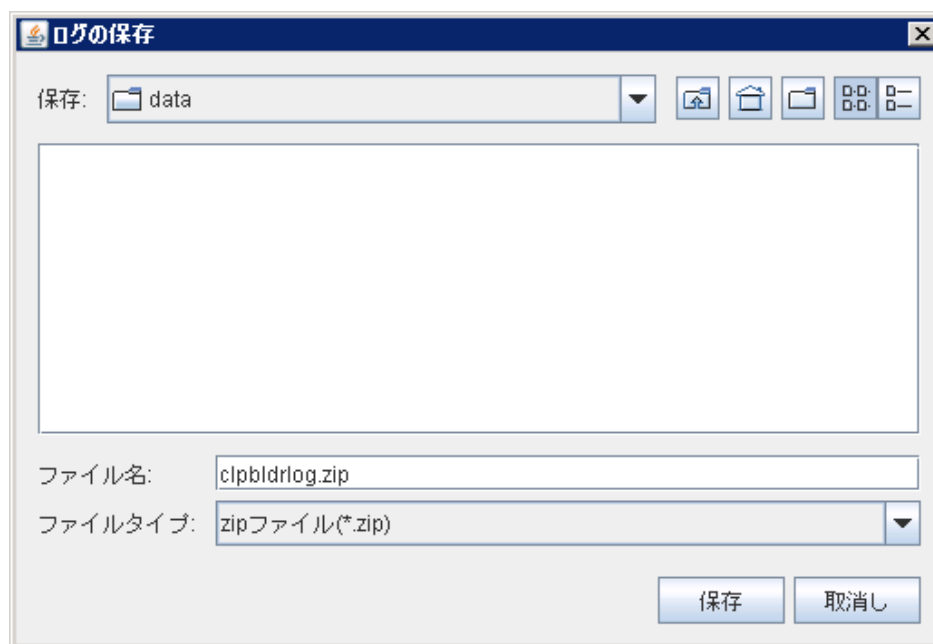 ログの保存
保存: data
ファイル名: clpbldrlog.zip
ファイルタイプ: zipファイル(*.zip)
保存 取消し